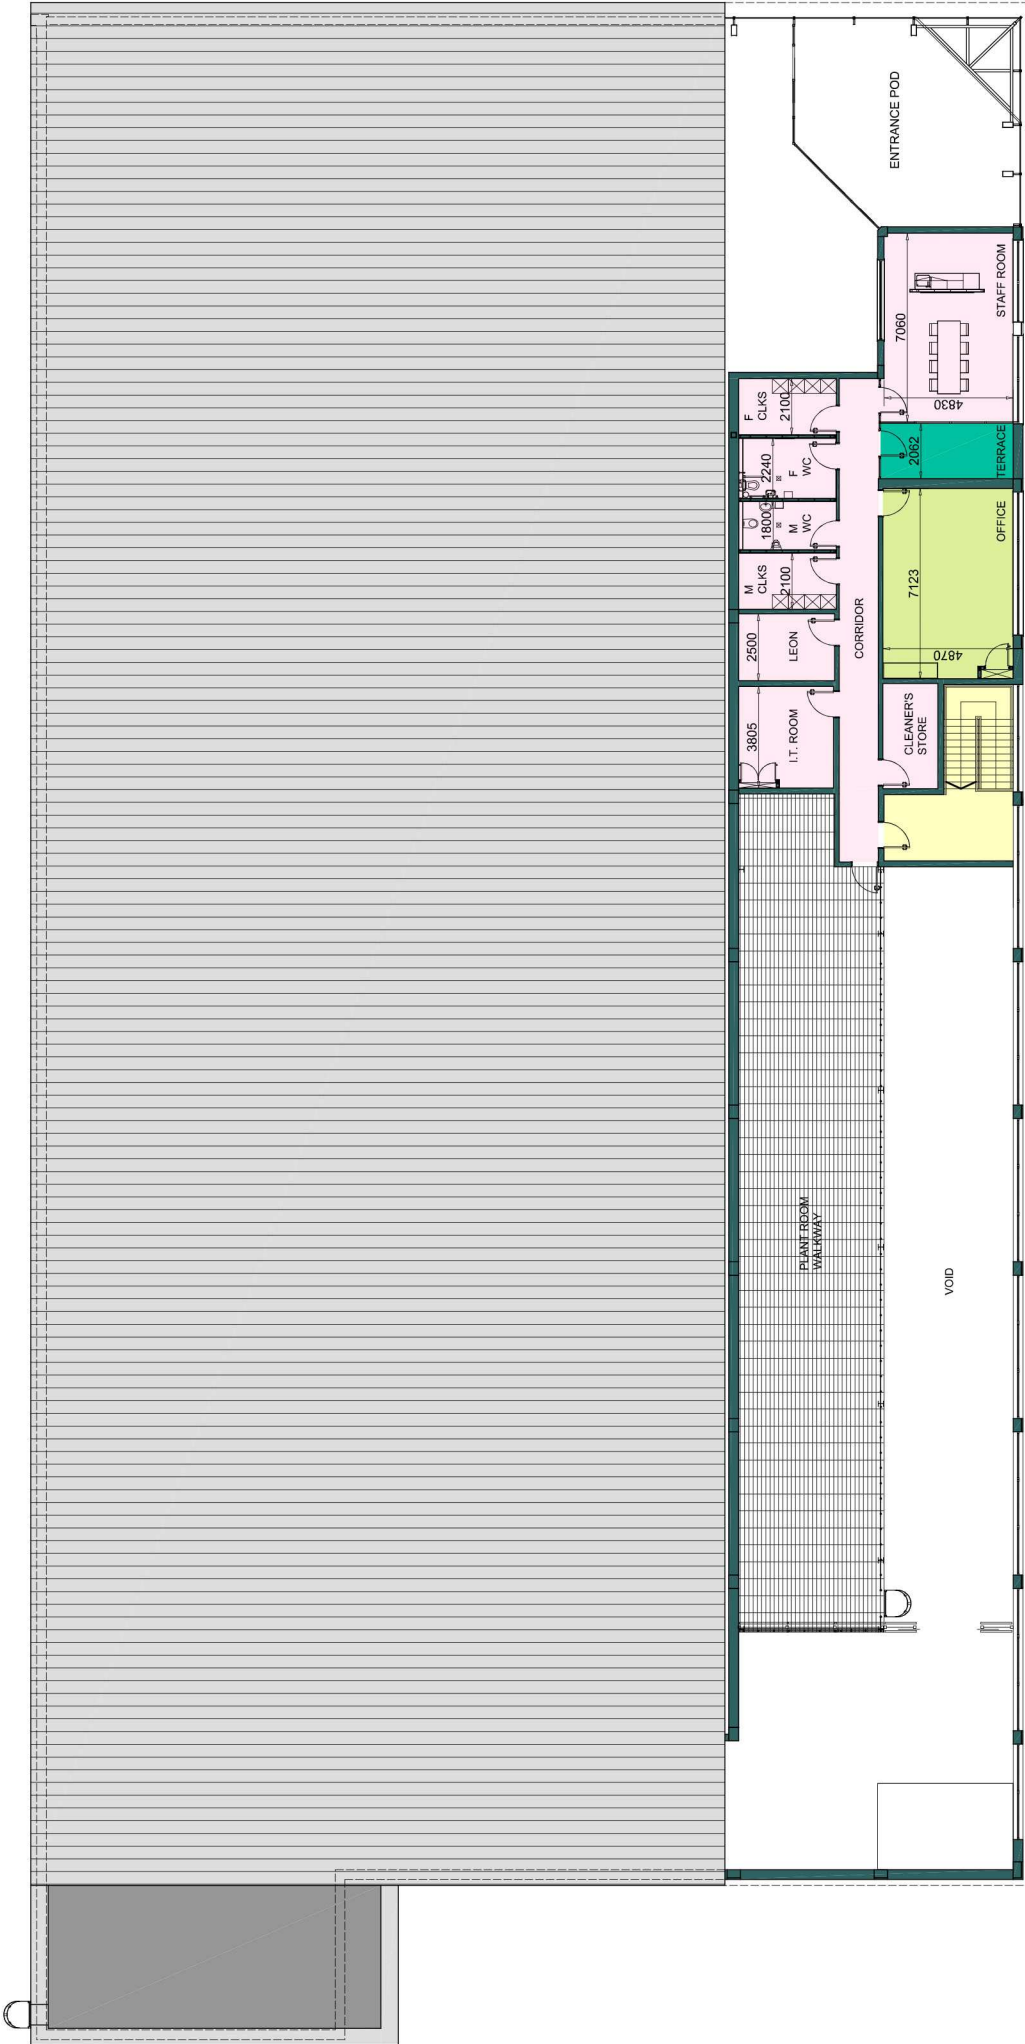 ENTRANCE POD
STAFF ROOM
7060
4830
F
CLKS
2100
2240
F
WC
2062
TERRACE
1800
M
WC
M
CLKS
2100
OFFICE
7123
4870
CORRIDOR
2500
LEON
3805
I.T. ROOM
CLEANER'S
STORE
PLANT ROOM
WALKWAY
VOID